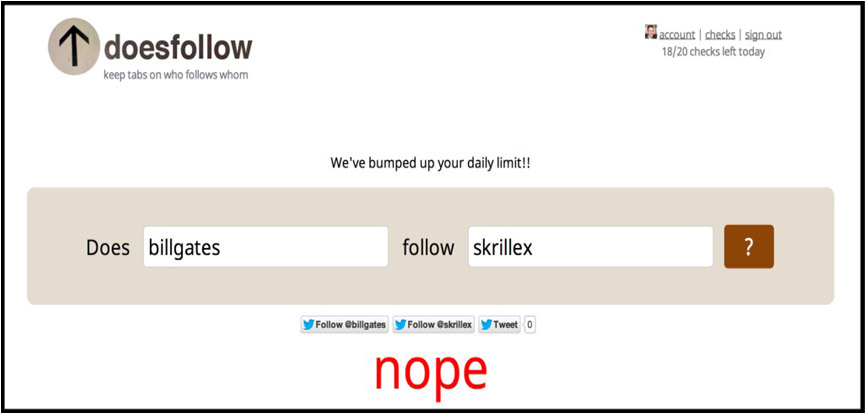 doesfollow
keep tabs on who follows whom
account | checks | sign out
18/20 checks left today
We've bumped up your daily limit!!
Does billgates follow skrillex ?
Follow @billgates Follow @skrillex Tweet 0
nope